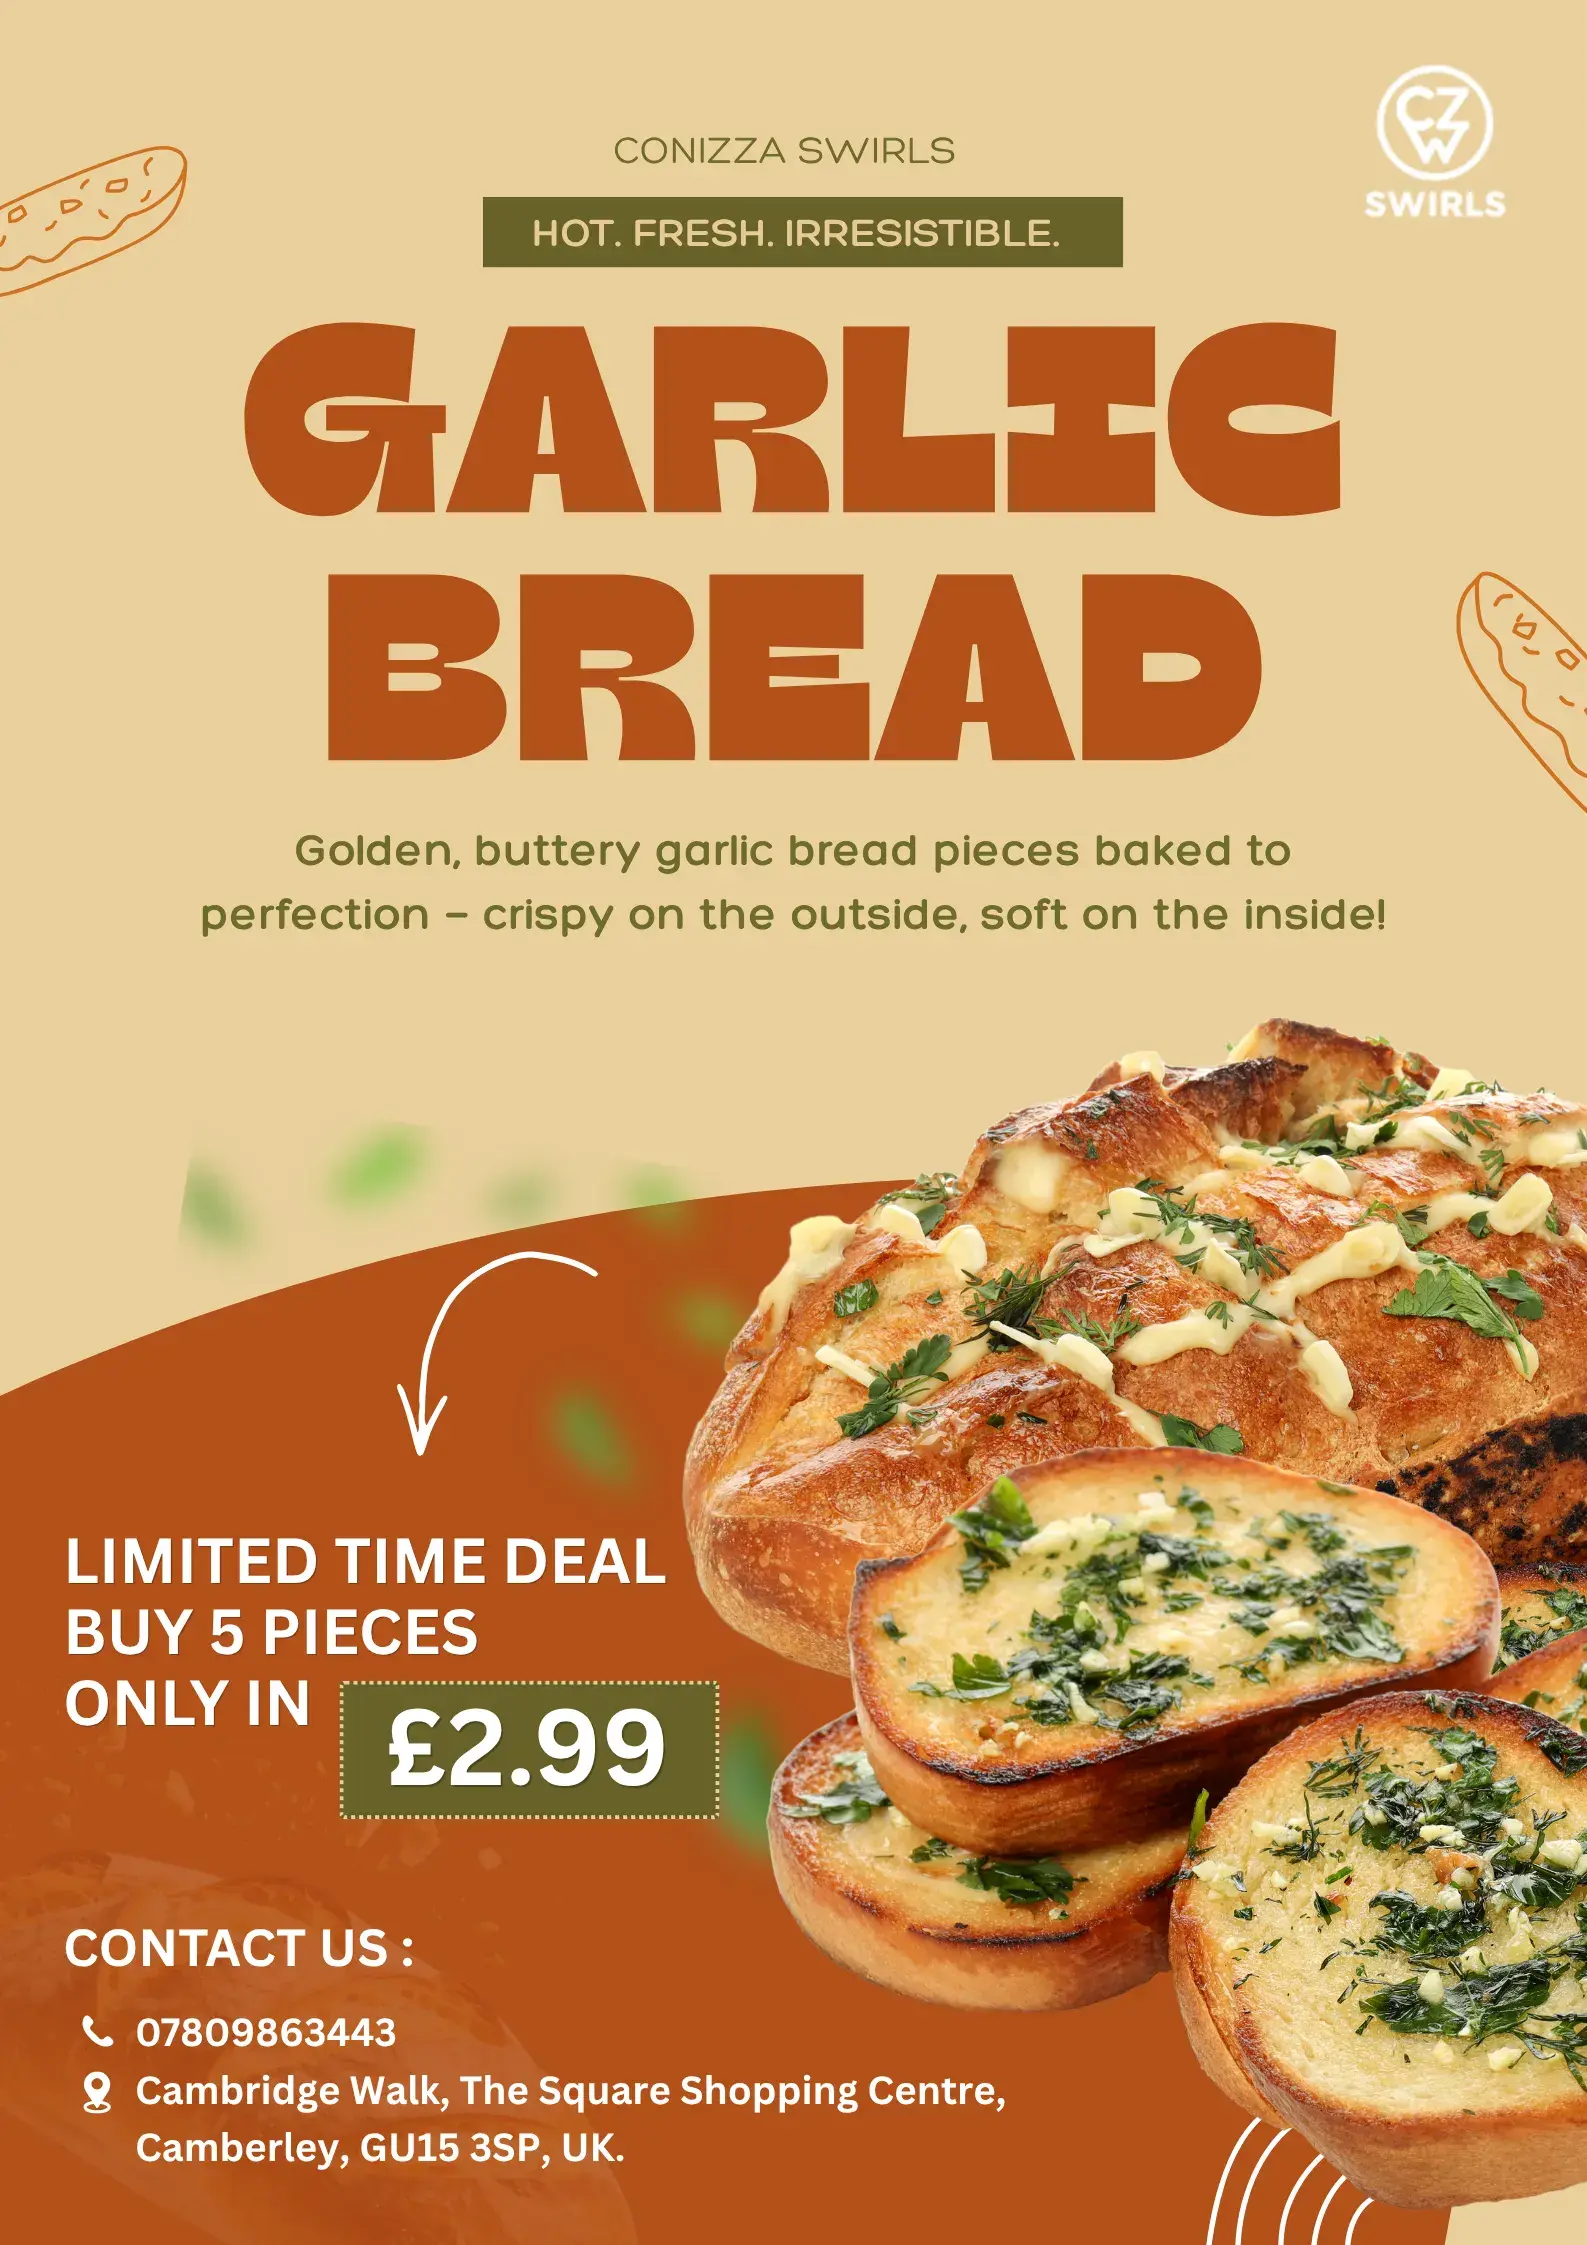 CZ
W
SWIRLS
CONIZZA SWIRLS
HOT. FRESH. IRRESISTIBLE.
GARLIC
BREAD
Golden, buttery garlic bread pieces baked to
perfection – crispy on the outside, soft on the inside!
LIMITED TIME DEAL
BUY 5 PIECES
ONLY IN
£2.99
CONTACT US :
07809863443
Cambridge Walk, The Square Shopping Centre,
Camberley, GU15 3SP, UK.